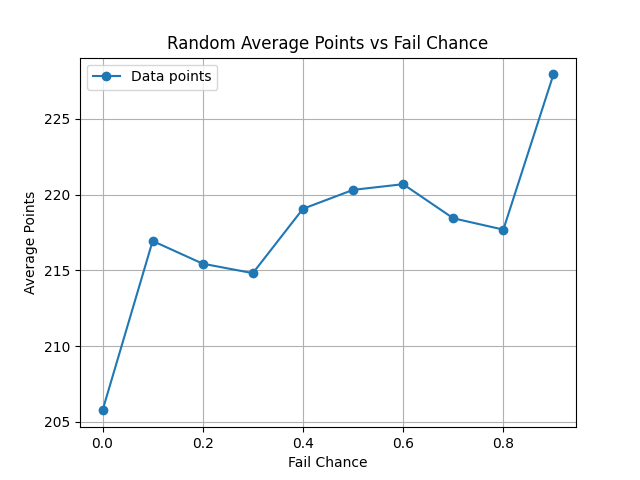 Random Average Points vs Fail Chance
Data points
Average Points
225
220
215
210
205
0.0 0.2 0.4 0.6 0.8
Fail Chance